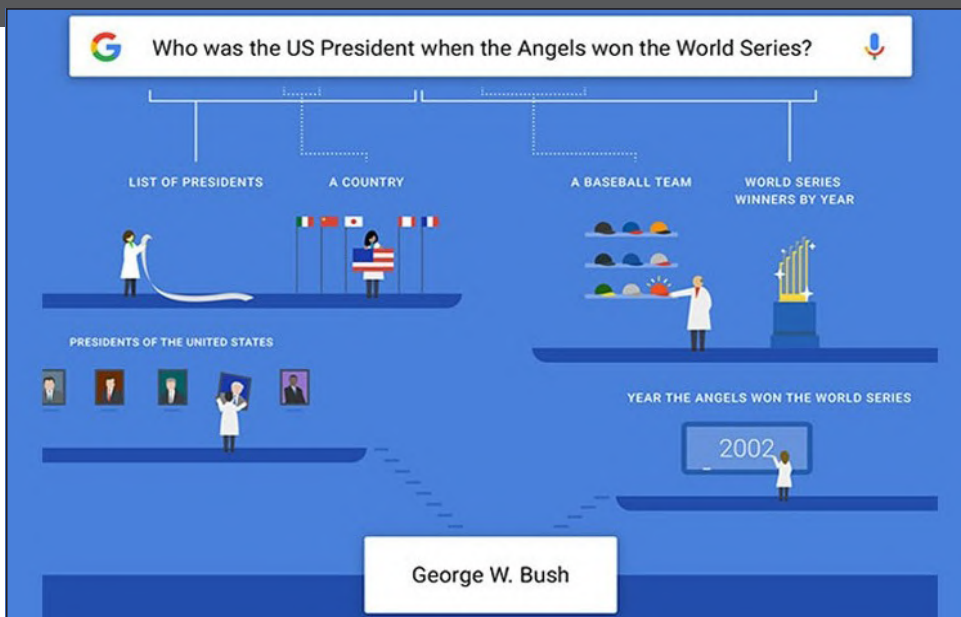 Who was the US President when the Angels won the World Series?
LIST OF PRESIDENTS
A COUNTRY
A BASEBALL TEAM
WORLD SERIES
WINNERS BY YEAR
PRESIDENTS OF THE UNITED STATES
YEAR THE ANGELS WON THE WORLD SERIES
2002
George W. Bush